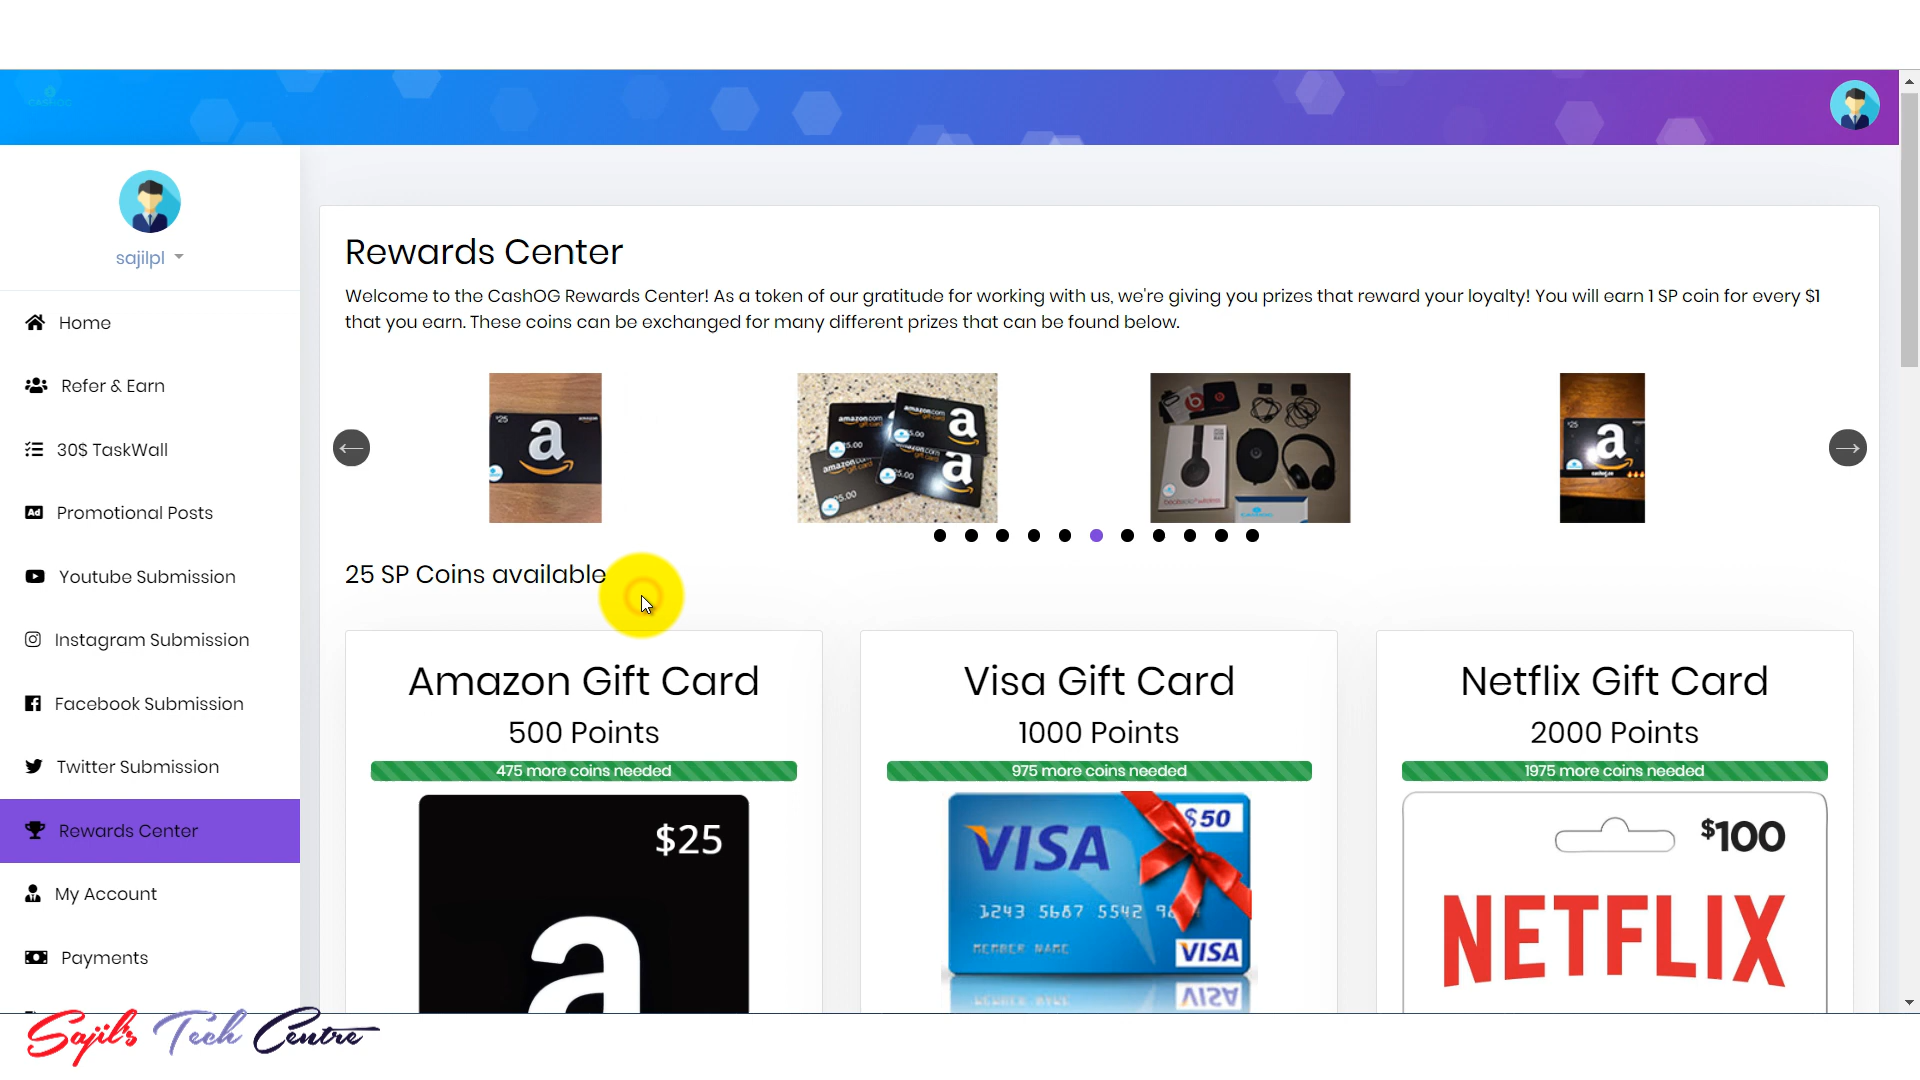 CASHOG
sajilpl
Home
Refer & Earn
30$ TaskWall
Promotional Posts
Youtube Submission
Instagram Submission
Facebook Submission
Twitter Submission
Rewards Center
My Account
Payments
Rewards Center
Welcome to the CashOG Rewards Center! As a token of our gratitude for working with us, we're giving you prizes that reward your loyalty! You will earn 1 SP coin for every $1
that you earn. These coins can be exchanged for many different prizes that can be found below.
25 SP Coins available
Amazon Gift Card
500 Points
475 more coins needed
$25
a
Visa Gift Card
1000 Points
975 more coins needed
$50
VISA
1243 5687 5542
MEMBER NAME
VISA
Netflix Gift Card
2000 Points
1975 more coins needed
$100
NETFLIX
Sajil's Tech Centre